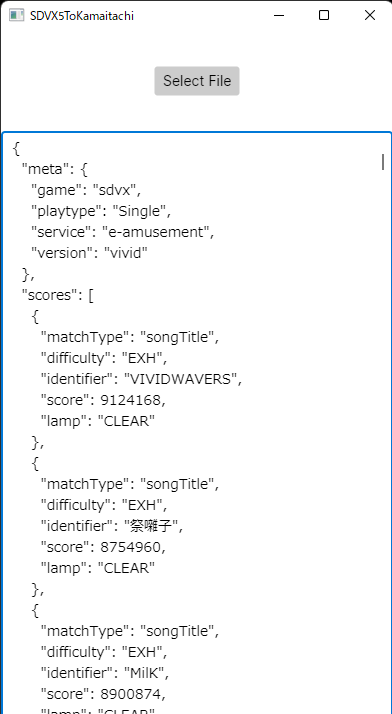 SDVX5ToKamaitachi
Select File
{
"meta": {
"game": "sdvx",
"playtype": "Single",
"service": "e-amusement",
"version": "vivid"
},
"scores": [
{
"matchType": "songTitle",
"difficulty": "EXH",
"identifier": "VIVIDWAVERS",
"score": 9124168,
"lamp": "CLEAR"
},
{
"matchType": "songTitle",
"difficulty": "EXH",
"identifier": "祭囃子",
"score": 8754960,
"lamp": "CLEAR"
},
{
"matchType": "songTitle",
"difficulty": "EXH",
"identifier": "MilK",
"score": 8900874,
"lamp": "CLEAR"